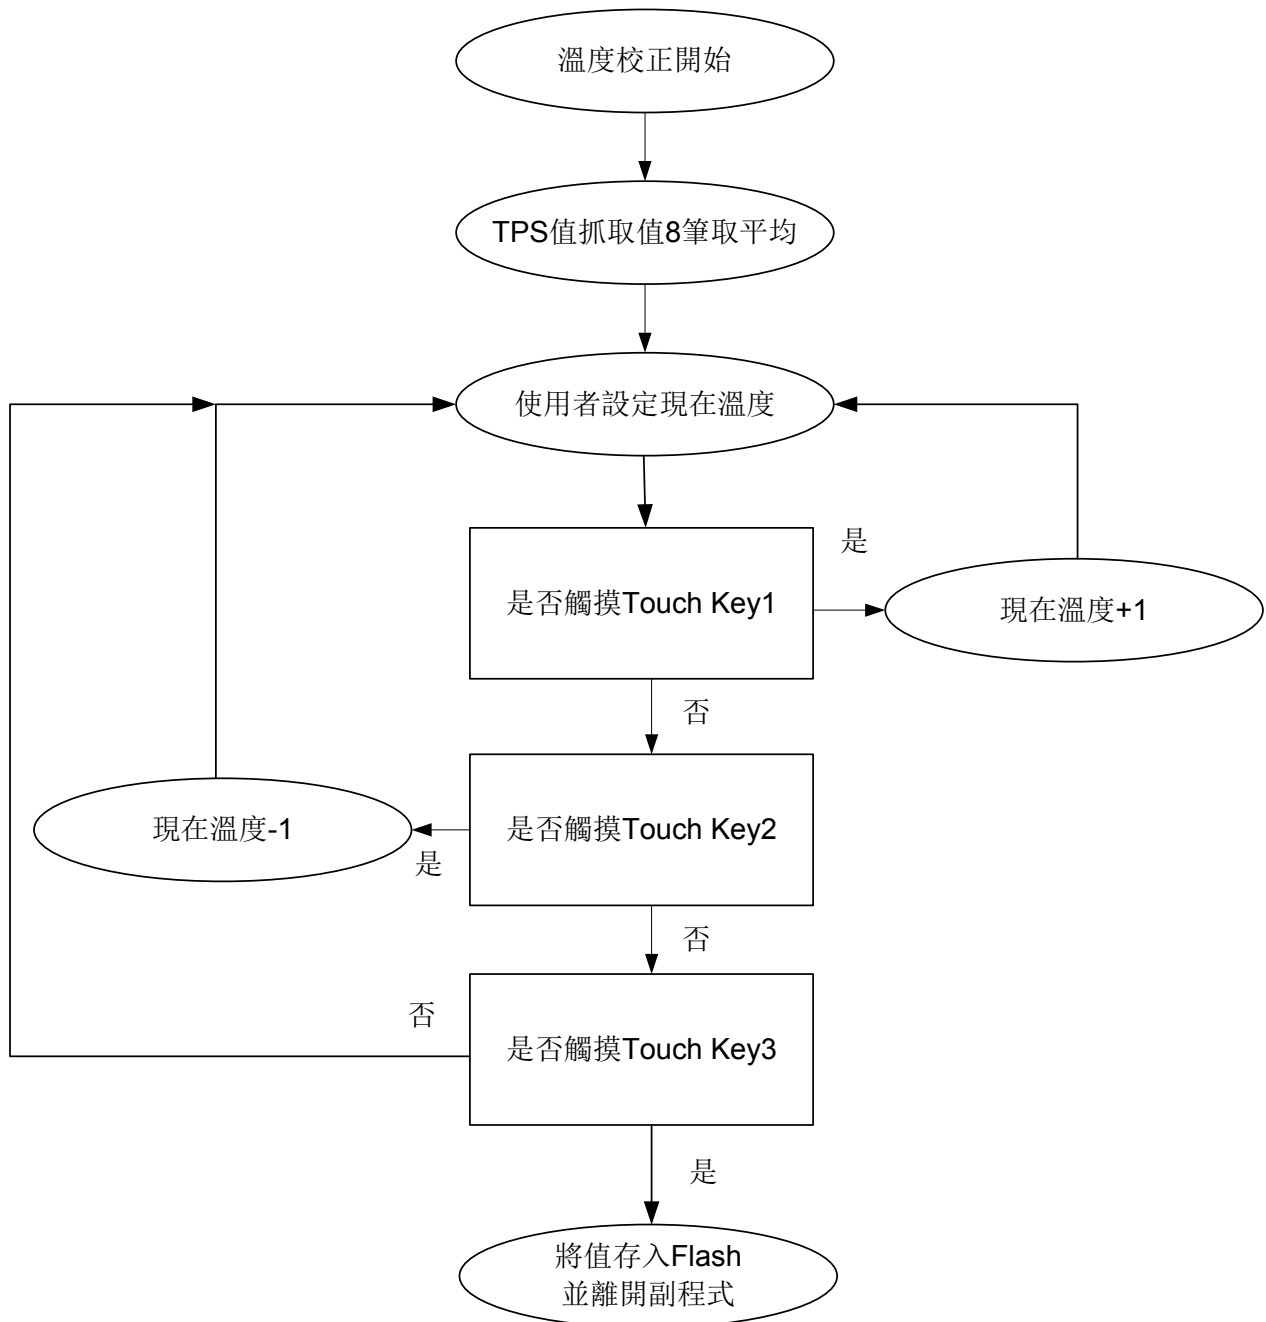 溫度校正開始
TPS值抓取值8筆取平均
使用者設定現在溫度
是否觸摸Touch Key1
是
現在溫度+1
否
是否觸摸Touch Key2
是
現在溫度-1
否
是否觸摸Touch Key3
否
是
將值存入Flash
並離開副程式